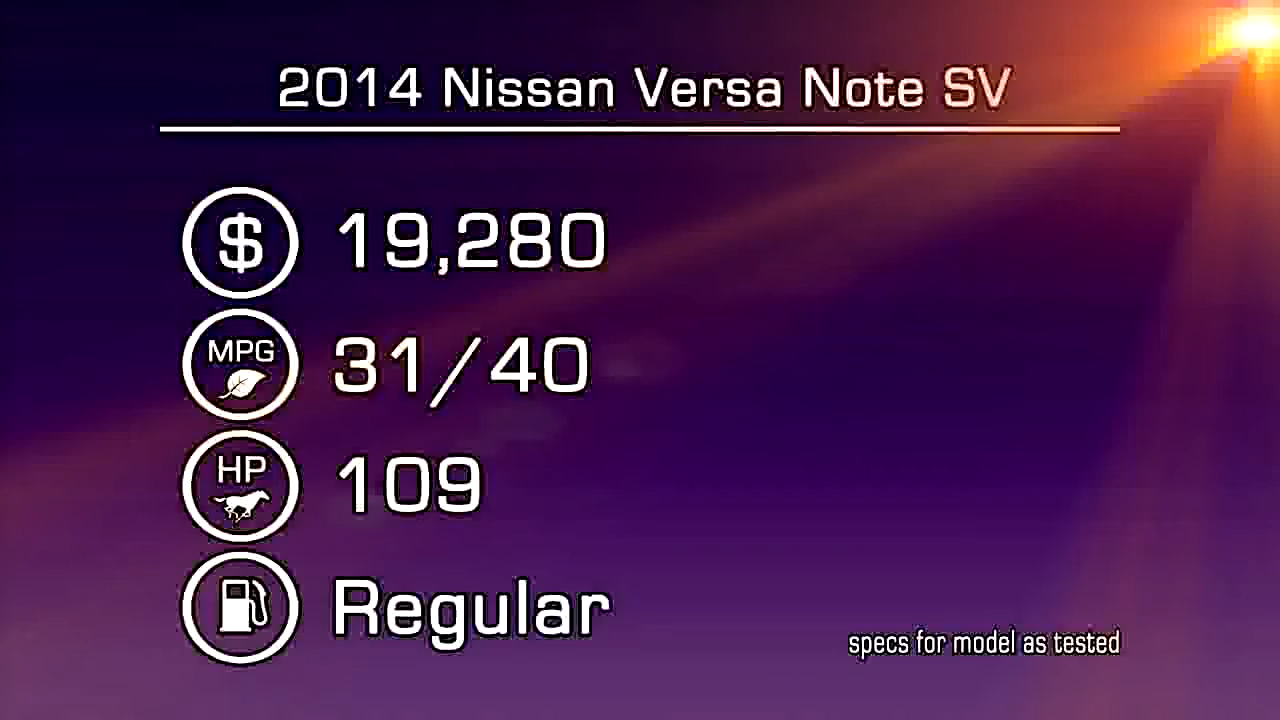 2014 Nissan Versa Note SV
$ 19,280
MPG 31/40
HP 109
Regular
specs for model as tested